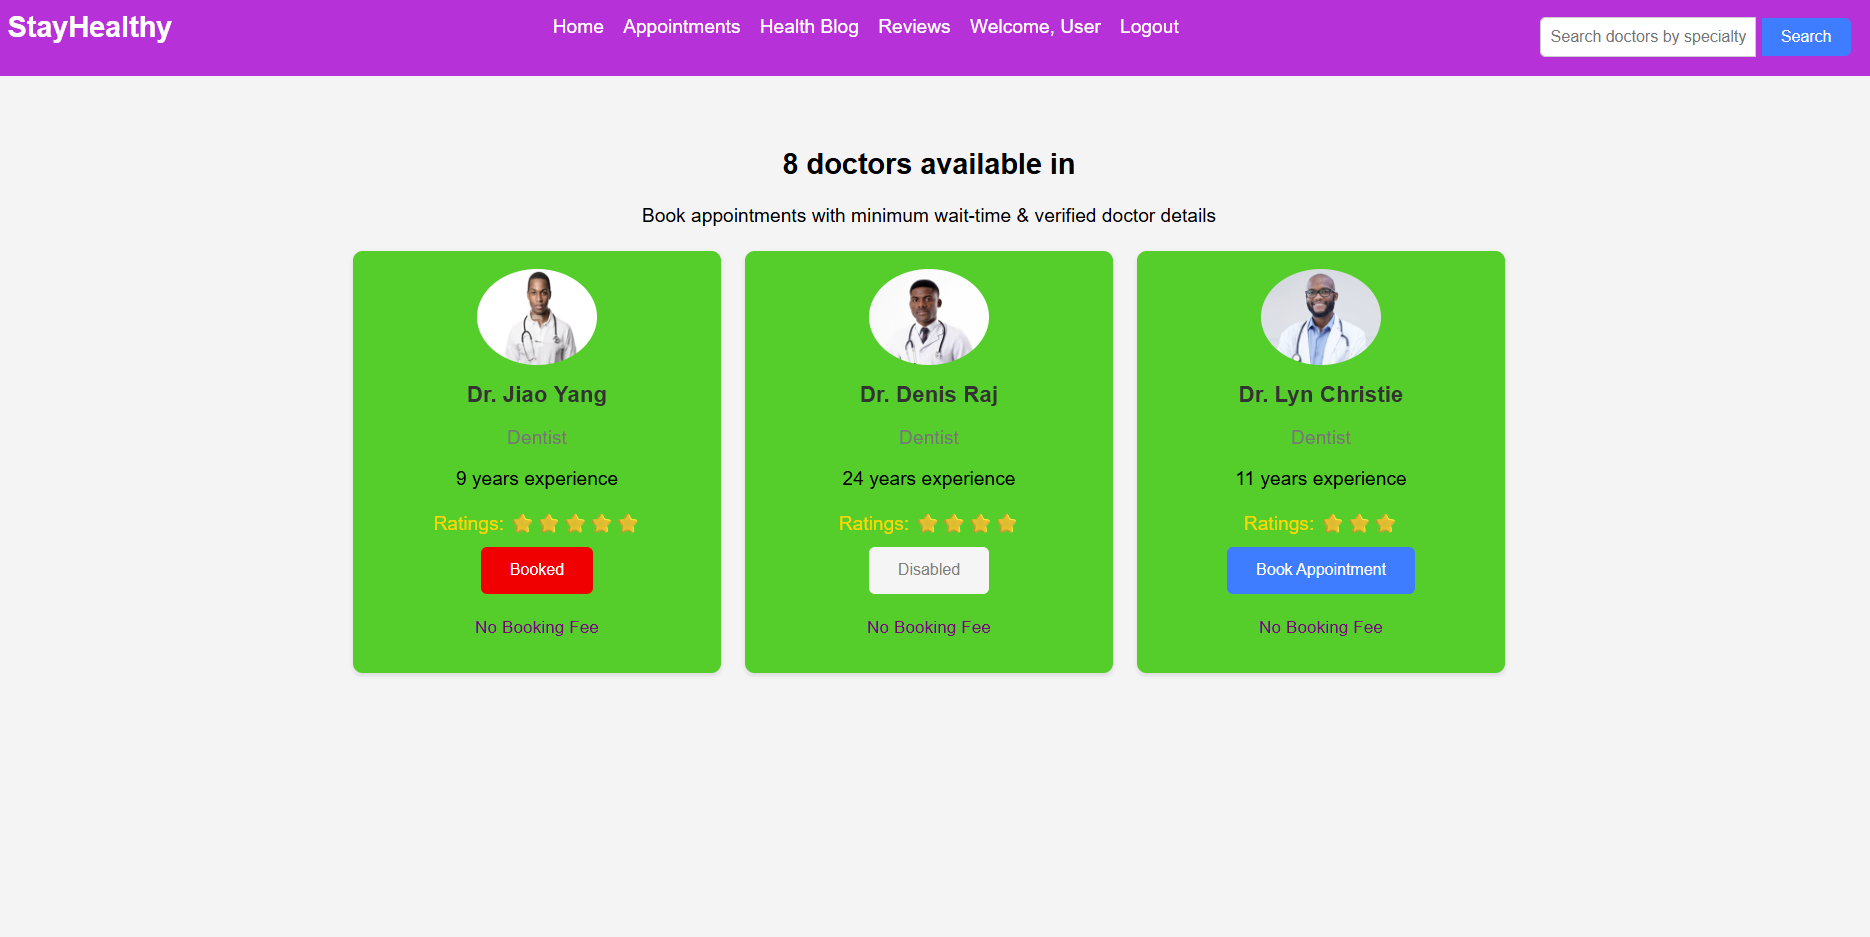 StayHealthy
Home Appointments Health Blog Reviews Welcome, User Logout
Search doctors by specialty Search
8 doctors available in
Book appointments with minimum wait-time & verified doctor details
Dr. Jiao Yang
Dentist
9 years experience
Ratings: ⭐ ⭐ ⭐ ⭐ ⭐
Booked
No Booking Fee
Dr. Denis Raj
Dentist
24 years experience
Ratings: ⭐ ⭐ ⭐ ⭐
Disabled
No Booking Fee
Dr. Lyn Christie
Dentist
11 years experience
Ratings: ⭐ ⭐ ⭐
Book Appointment
No Booking Fee